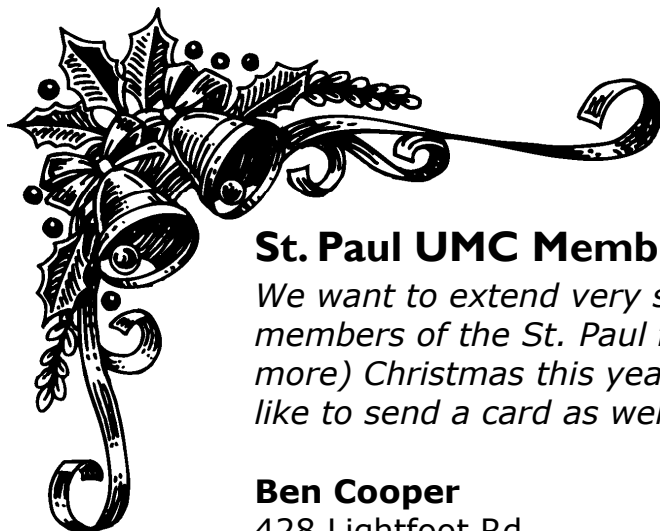 St. Paul UMC Memb
We want to extend very s
members of the St. Paul
more) Christmas this yea
like to send a card as wel
Ben Cooper
428 Lightfoot Rd